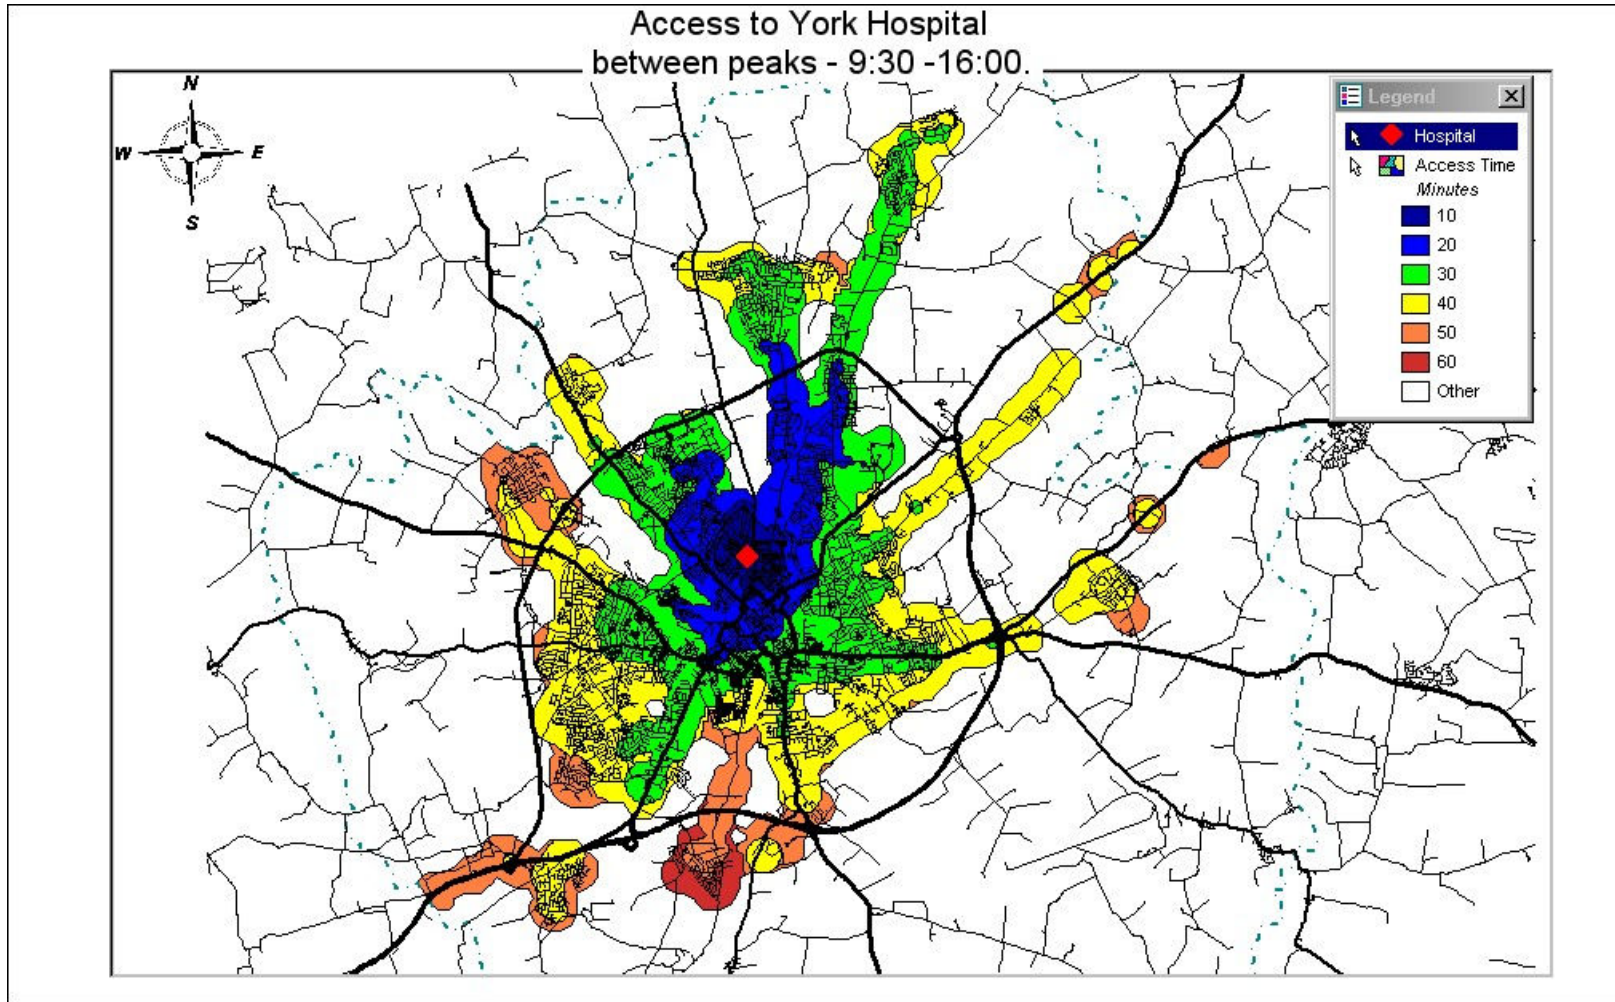 Access to York Hospital
between peaks - 9:30 -16:00.
N
W
E
S
Legend
Hospital
Access Time
Minutes
10
20
30
40
50
60
Other